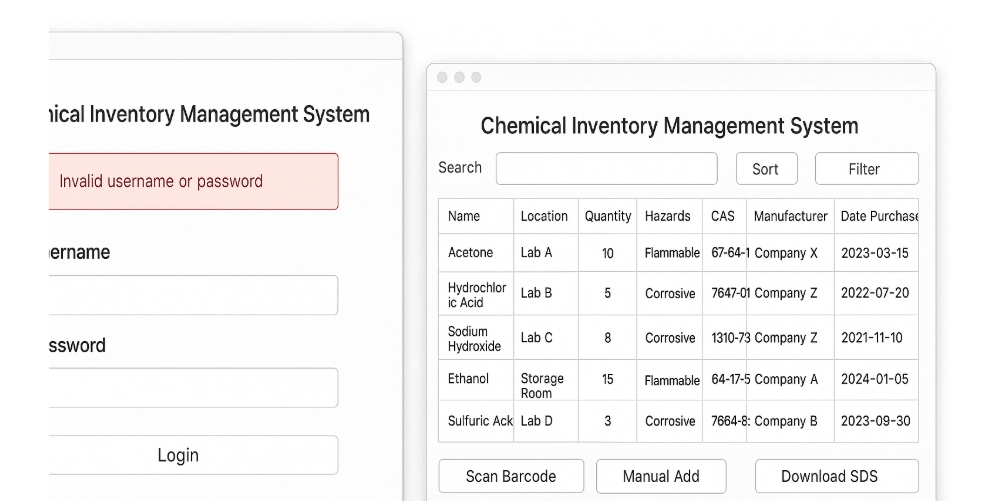 nical Inventory Management System
Invalid username or password
ername
ssword
Login
Chemical Inventory Management System
Search
Sort
Filter
Name Location Quantity Hazards CAS Manufacturer Date Purchase
Acetone Lab A 10 Flammable 67-64-1 Company X 2023-03-15
Hydrochlor
ic Acid Lab B 5 Corrosive 7647-01 Company Z 2022-07-20
Sodium
Hydroxide Lab C 8 Corrosive 1310-73 Company Z 2021-11-10
Ethanol Storage
Room 15 Flammable 64-17-5 Company A 2024-01-05
Sulfuric Ack Lab D 3 Corrosive 7664-8: Company B 2023-09-30
Scan Barcode
Manual Add
Download SDS